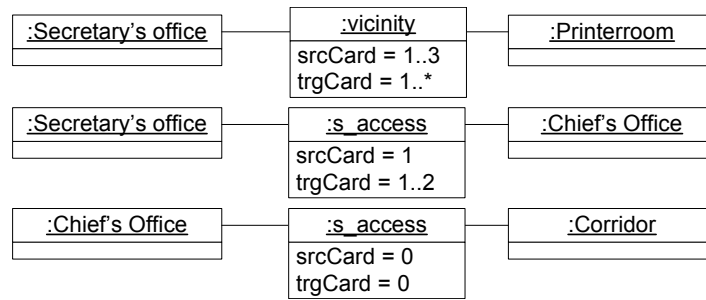 :Secretary’s office
:vicinity
srcCard = 1..3
trgCard = 1..*
:Printerroom
:Secretary’s office
:s_access
srcCard = 1
trgCard = 1..2
:Chief’s Office
:Chief’s Office
:s_access
srcCard = 0
trgCard = 0
:Corridor